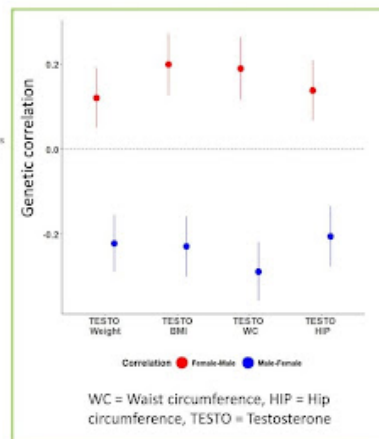 Genetic correlation
0.2
0.0
-0.2
TESTO TESTO TESTO TESTO
Weight BMI WC HIP
Correlation Female-Male Male-Female
WC = Waist circumference, HIP = Hip
circumference, TESTO = Testosterone